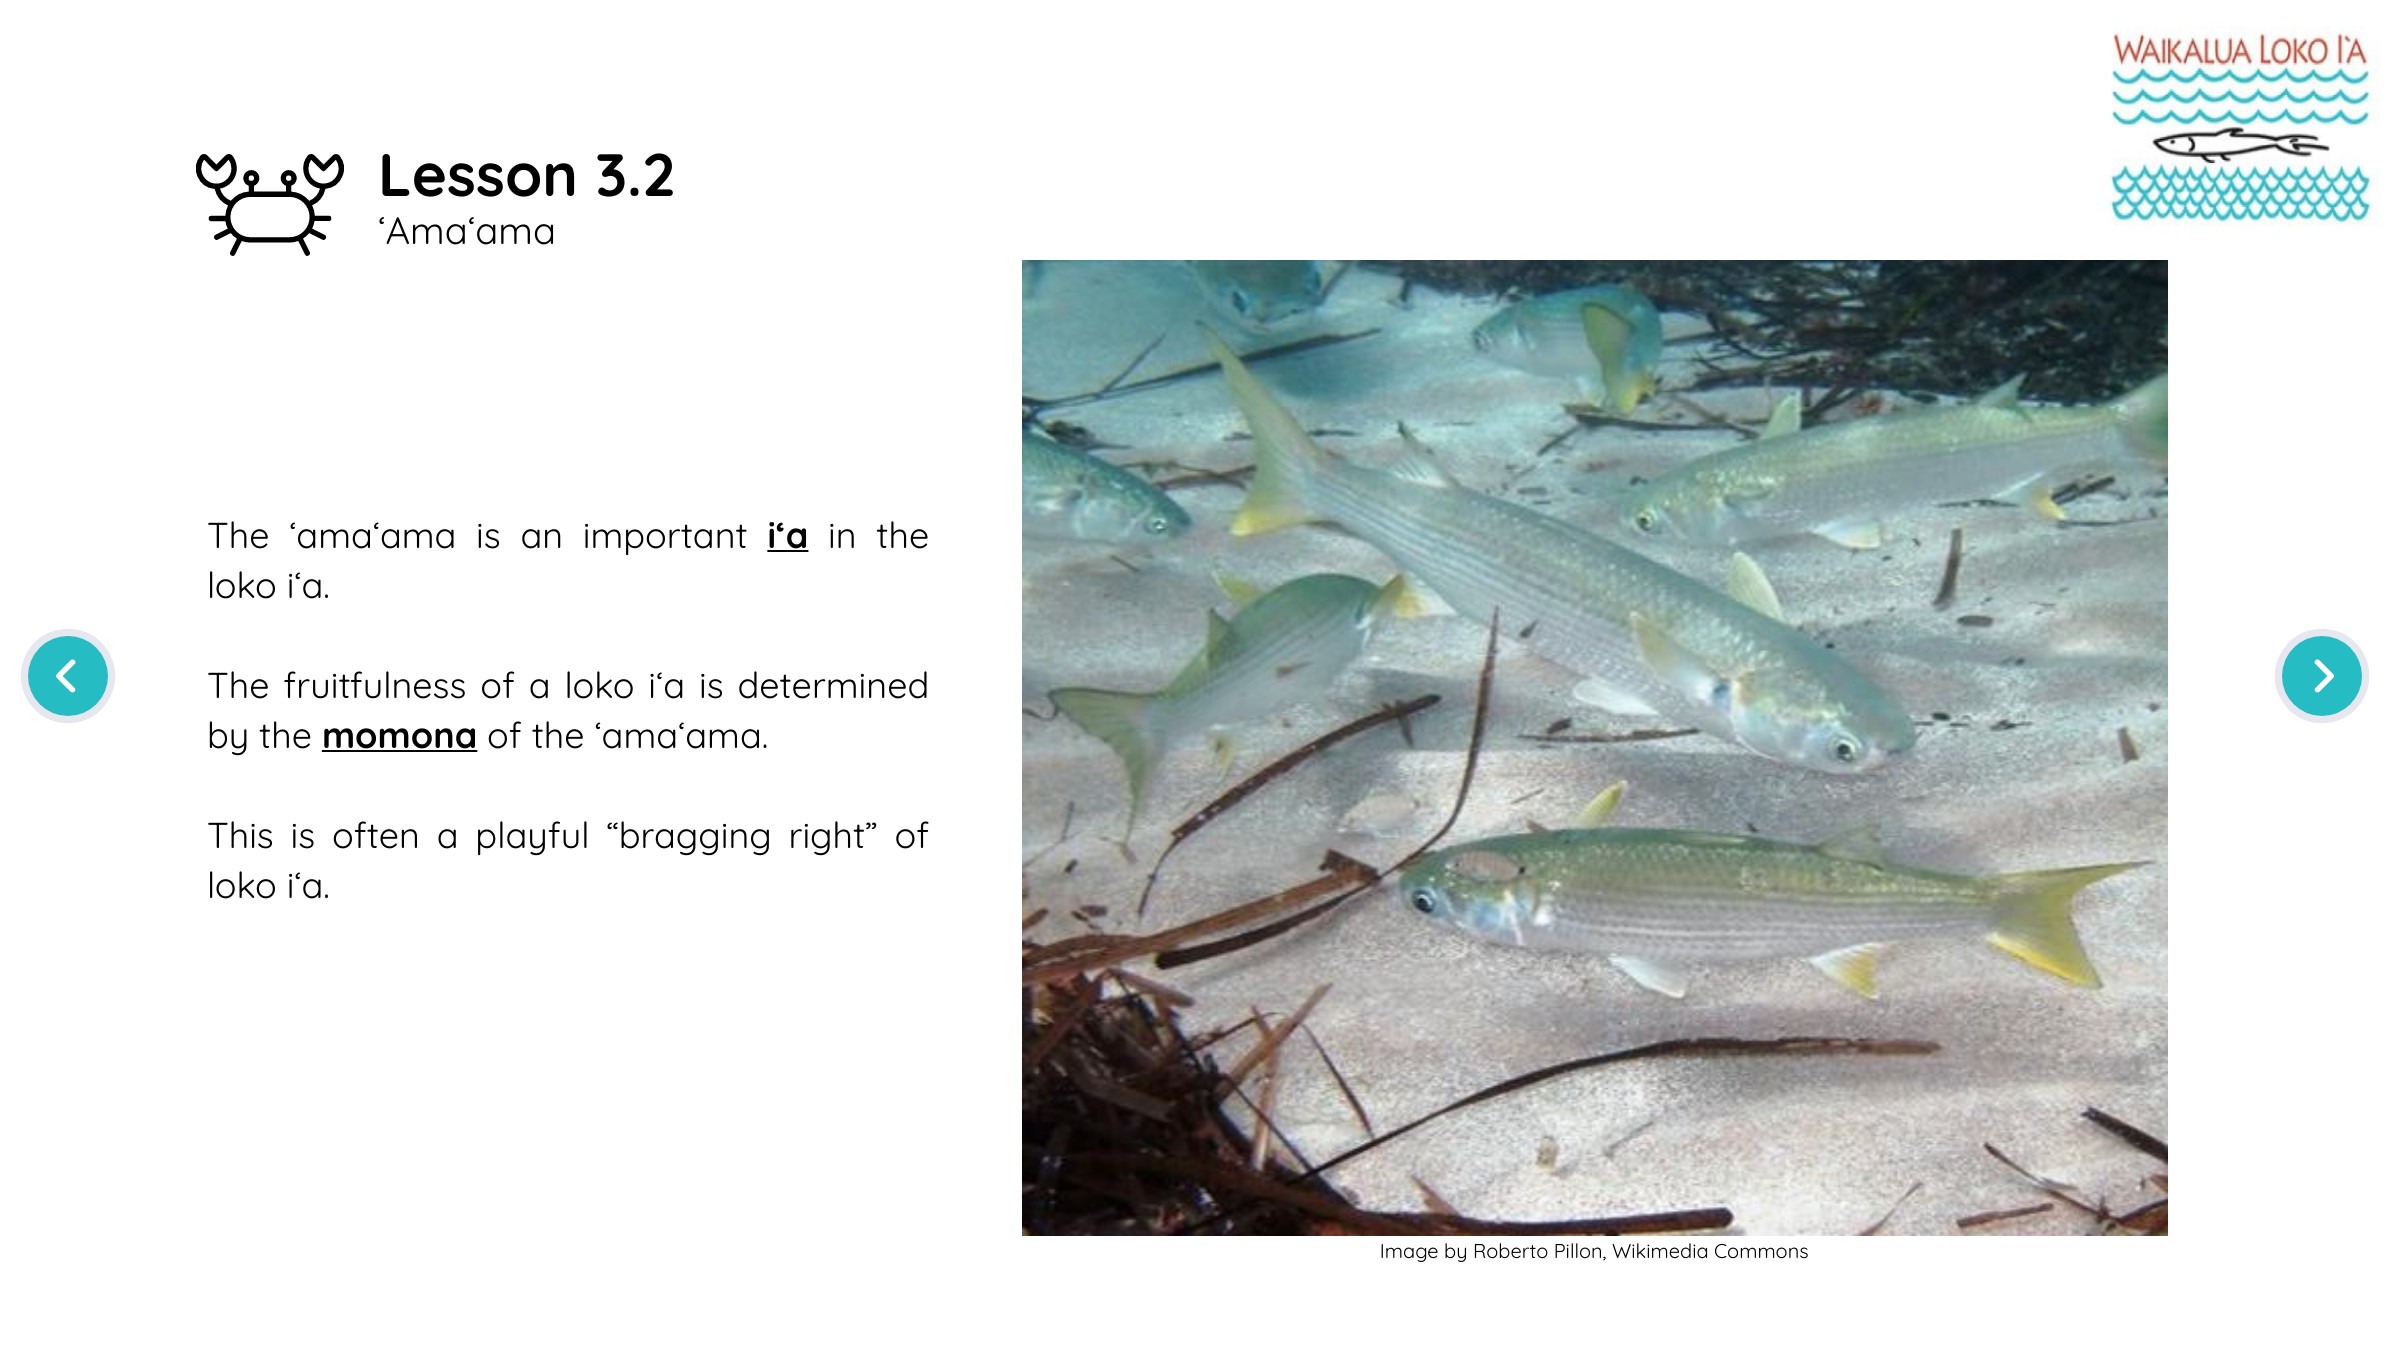 WAIKALUA LOKO I'A
Lesson 3.2
ʻAmaʻama
The ʻamaʻama is an important iʻa in the
loko iʻa.
The fruitfulness of a loko iʻa is determined
by the momona of the ʻamaʻama.
This is often a playful “bragging right” of
loko iʻa.
Image by Roberto Pillon, Wikimedia Commons